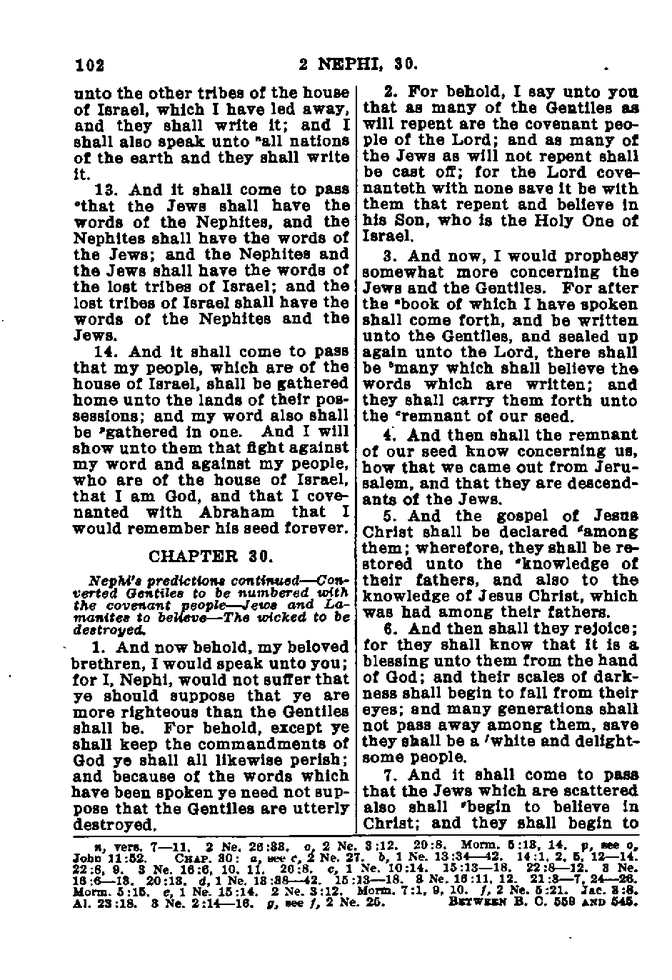 102
2 NEPHI, 30.
unto the other tribes of the house
of Israel, which I have led away,
and they shall write it; and I
shall also speak unto ⁿall nations
of the earth and they shall write
it.
13. And it shall come to pass
ᵒthat the Jews shall have the
words of the Nephites, and the
Nephites shall have the words of
the Jews; and the Nephites and
the Jews shall have the words of
the lost tribes of Israel; and the
lost tribes of Israel shall have the
words of the Nephites and the
Jews.
14. And it shall come to pass
that my people, which are of the
house of Israel, shall be gathered
home unto the lands of their pos-
sessions; and my word also shall
be ᵖgathered in one. And I will
show unto them that fight against
my word and against my people,
who are of the house of Israel,
that I am God, and that I cove-
nanted with Abraham that I
would remember his seed forever.
CHAPTER 30.
Nephi's predictions continued—Con-
verted Gentiles to be numbered with
the covenant people—Jews and La-
manites to believe—The wicked to be
destroyed.
1. And now behold, my beloved
brethren, I would speak unto you;
for I, Nephi, would not suffer that
ye should suppose that ye are
more righteous than the Gentiles
shall be. For behold, except ye
shall keep the commandments of
God ye shall all likewise perish;
and because of the words which
have been spoken ye need not sup-
pose that the Gentiles are utterly
destroyed.
2. For behold, I say unto you
that as many of the Gentiles as
will repent are the covenant peo-
ple of the Lord; and as many of
the Jews as will not repent shall
be cast off; for the Lord cove-
nanteth with none save it be with
them that repent and believe in
his Son, who is the Holy One of
Israel.
3. And now, I would prophesy
somewhat more concerning the
Jews and the Gentiles. For after
the ᵃbook of which I have spoken
shall come forth, and be written
unto the Gentiles, and sealed up
again unto the Lord, there shall
be ᵇmany which shall believe the
words which are written; and
they shall carry them forth unto
the ᶜremnant of our seed.
4. And then shall the remnant
of our seed know concerning us,
how that we came out from Jeru-
salem, and that they are descend-
ants of the Jews.
5. And the gospel of Jesus
Christ shall be declared ᵈamong
them; wherefore, they shall be re-
stored unto the ᵉknowledge of
their fathers, and also to the
knowledge of Jesus Christ, which
was had among their fathers.
6. And then shall they rejoice;
for they shall know that it is a
blessing unto them from the hand
of God; and their scales of dark-
ness shall begin to fall from their
eyes; and many generations shall
not pass away among them, save
they shall be a ᶠwhite and delight-
some people.
7. And it shall come to pass
that the Jews which are scattered
also shall ᵍbegin to believe in
Christ; and they shall begin to
n, vers. 7—11. 2 Ne. 26:33. o, 2 Ne. 3:12. 29:8. Morm. 5:13, 14. p, see o,
John 11:52. CHAP. 30: a, see c, 2 Ne. 27. b, 1 Ne. 13:34—42. 14:1, 2, 5, 12—14.
22:8, 9. 3 Ne. 16:6, 10, 11. 26:8. c, 1 Ne. 10:14. 15:13—18. 22:8—12. 3 Ne.
16:6—13. 20:13. d, 1 Ne. 13:38—42. 15:13—18. 3 Ne. 16:11, 12. 21:3—7, 24—26.
Morm. 5:15. e, 1 Ne. 15:14. 2 Ne. 3:12. Morm. 7:1, 9, 10. f, 2 Ne. 5:21. Jac. 3:8.
Al. 23:18. 3 Ne. 2:14—16. g, see f, 2 Ne. 25. BETWEEN B. C. 559 AND 545.